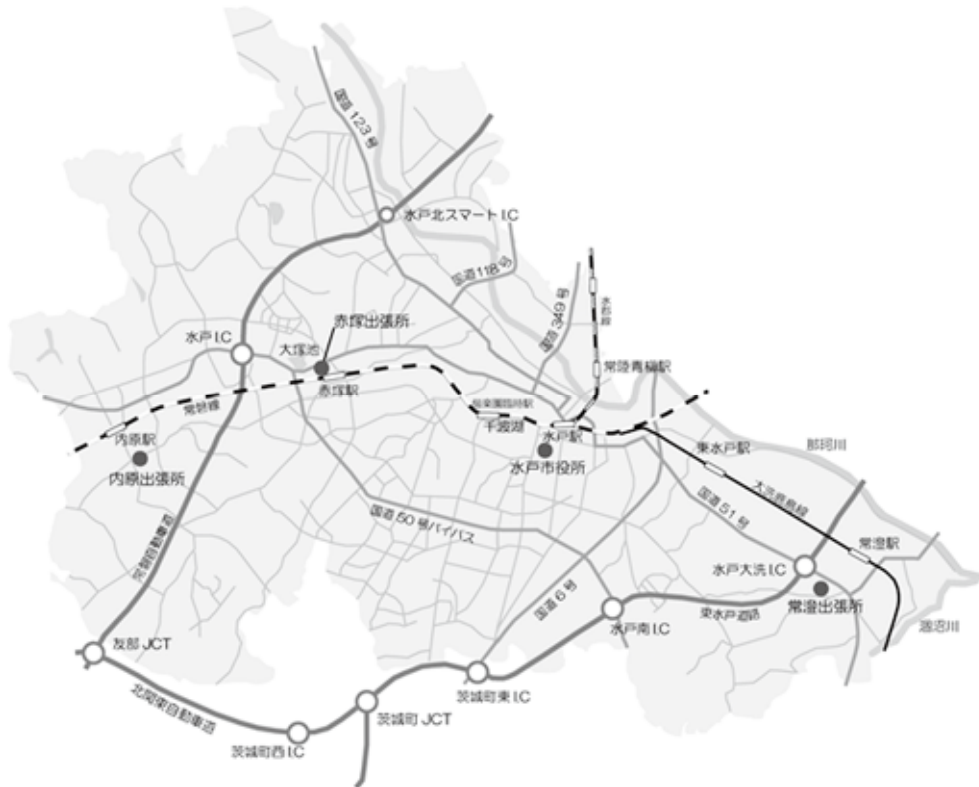 国道123号
水戸北スマートI.C
国道118号
国道349号
水郡線
赤塚出張所
水戸I.C
大塚池
常陸青柳駅
赤塚駅
常磐線
偕楽園臨時駅
千波湖
水戸駅
内原駅
内原出張所
水戸市役所
東水戸駅
那珂川
大洗鹿島線
国道51号
国道50号バイパス
常磐自動車道
常澄駅
水戸大洗I.C
常澄出張所
国道6号
水戸南I.C
東水戸道路
涸沼川
友部JCT
茨城町東I.C
北関東自動車道
茨城町JCT
茨城町西I.C